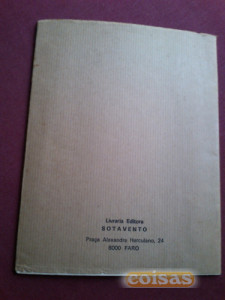 Livraria Editora
SOTAVENTO
Praça Alexandre Herculano, 24
8000 FARO
coisas